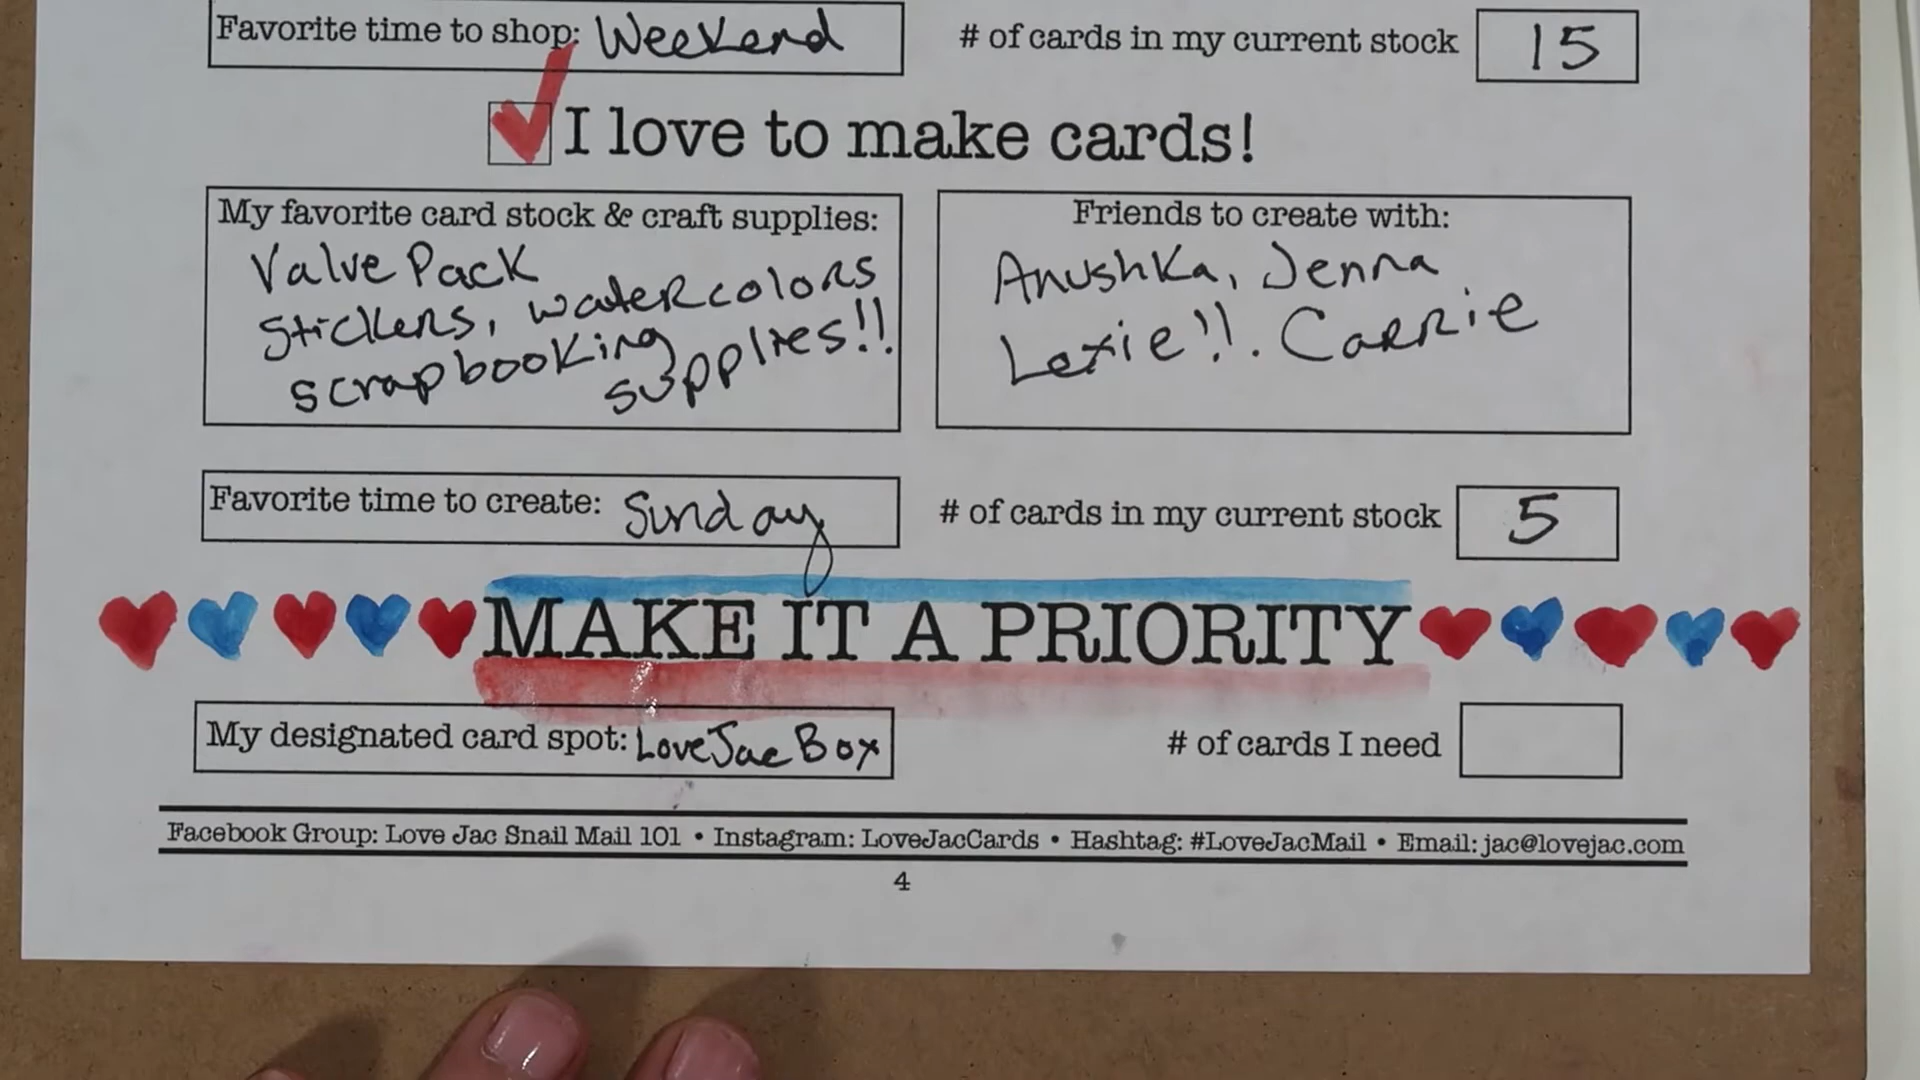 Favorite time to shop: Weekend
# of cards in my current stock 15
I love to make cards!
My favorite card stock & craft supplies:
Value Pack
Stickers, watercolors
scrapbooking supplies!!
Friends to create with:
Anushka, Jenna
Lexie!!. Carrie
Favorite time to create: Sunday
# of cards in my current stock 5
MAKE IT A PRIORITY
My designated card spot: LoveJac Box
# of cards I need
Facebook Group: Love Jac Snail Mail 101 • Instagram: LoveJacCards • Hashtag: #LoveJacMail • Email: jac@lovejac.com
4